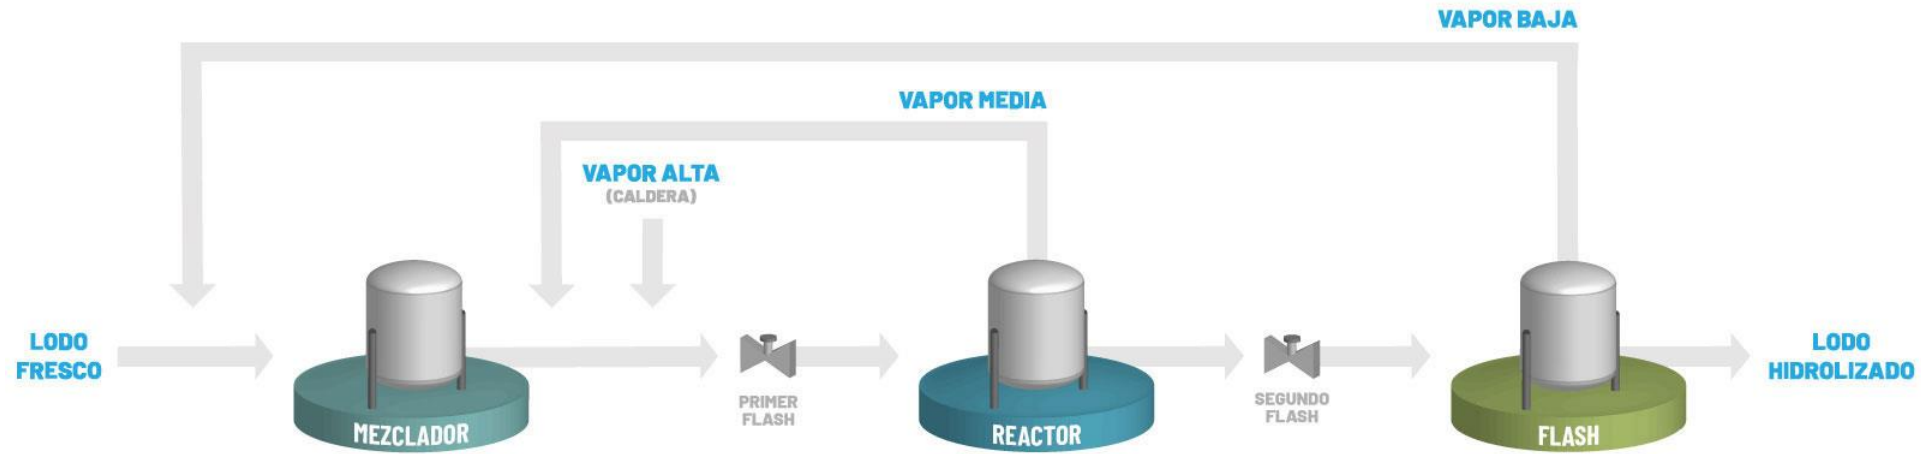 VAPOR BAJA
VAPOR MEDIA
VAPOR ALTA
(CALDERA)
LODO
FRESCO
MEZCLADOR
PRIMER
FLASH
REACTOR
SEGUNDO
FLASH
FLASH
LODO
HIDROLIZADO